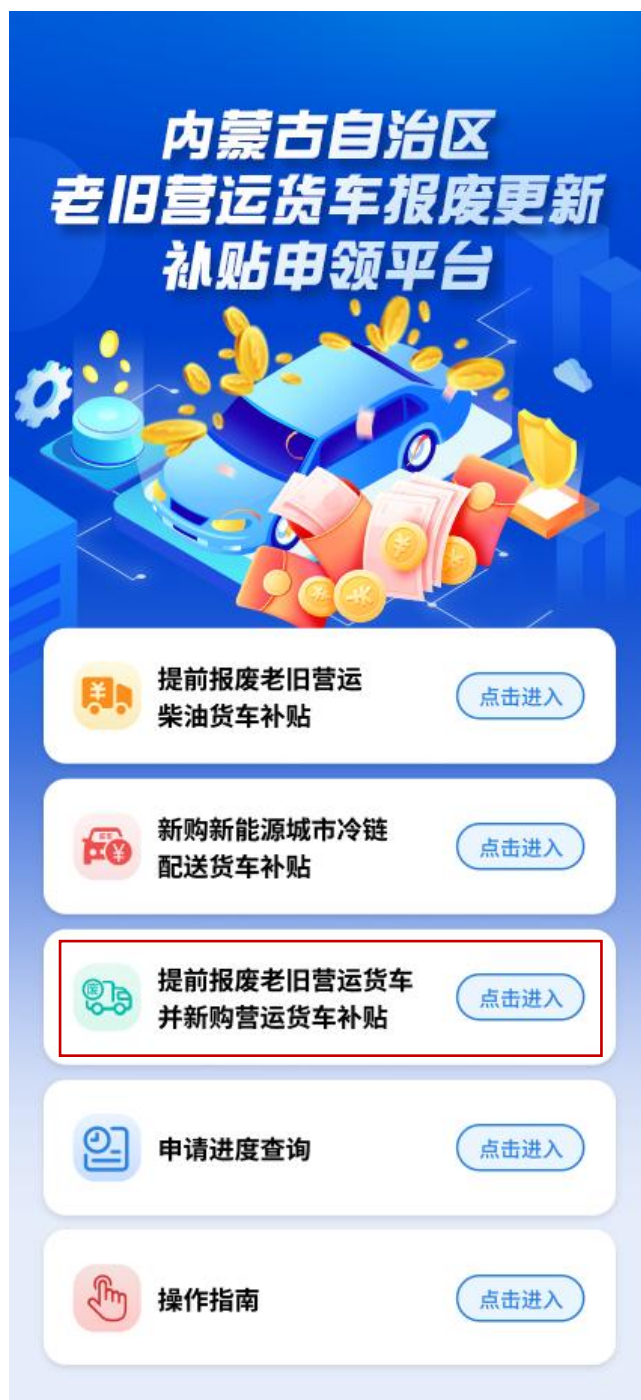 内蒙古自治区
老旧营运货车报废更新
补贴申领平台
提前报废老旧营运
柴油货车补贴
点击进入
新购新能源城市冷链
配送货车补贴
点击进入
提前报废老旧营运货车
并新购营运货车补贴
点击进入
申请进度查询
点击进入
操作指南
点击进入